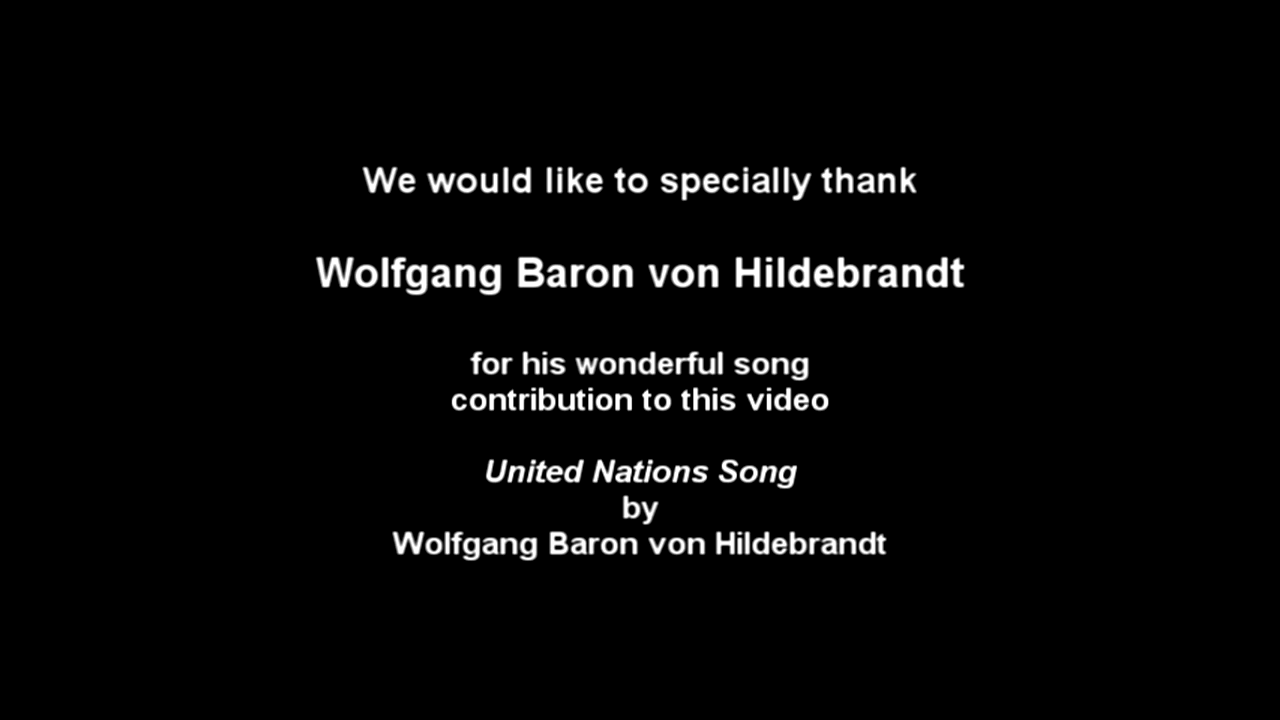 We would like to specially thank
Wolfgang Baron von Hildebrandt
for his wonderful song
contribution to this video
United Nations Song
by
Wolfgang Baron von Hildebrandt